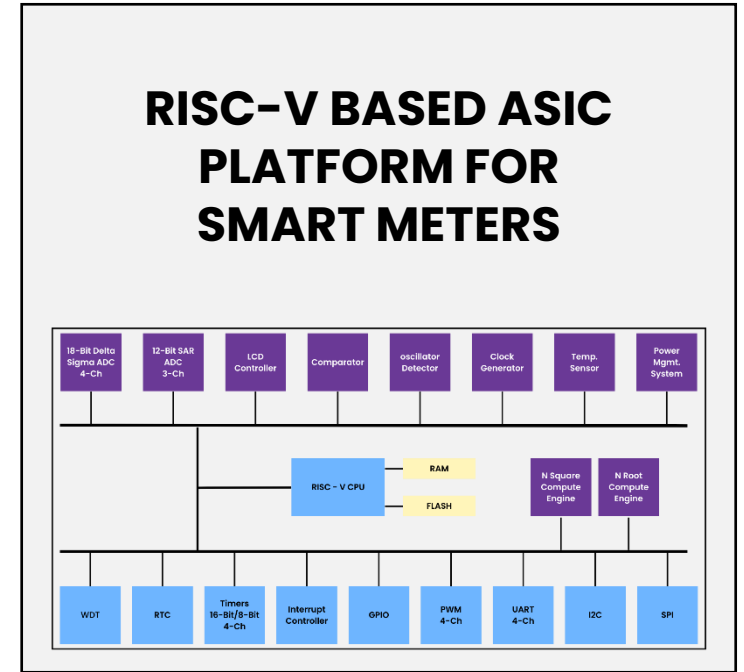 RISC-V BASED ASIC
PLATFORM FOR
SMART METERS
18-Bit Delta
Sigma ADC
4-Ch
12-Bit SAR
ADC
3-Ch
LCD
Controller
Comparator
oscillator
Detector
Clock
Generator
Temp.
Sensor
Power
Mgmt.
System
RISC - V CPU
RAM
FLASH
N Square
Compute
Engine
N Root
Compute
Engine
WDT
RTC
Timers
16-Bit/8-Bit
4-Ch
Interrupt
Controller
GPIO
PWM
4-Ch
UART
4-Ch
I2C
SPI